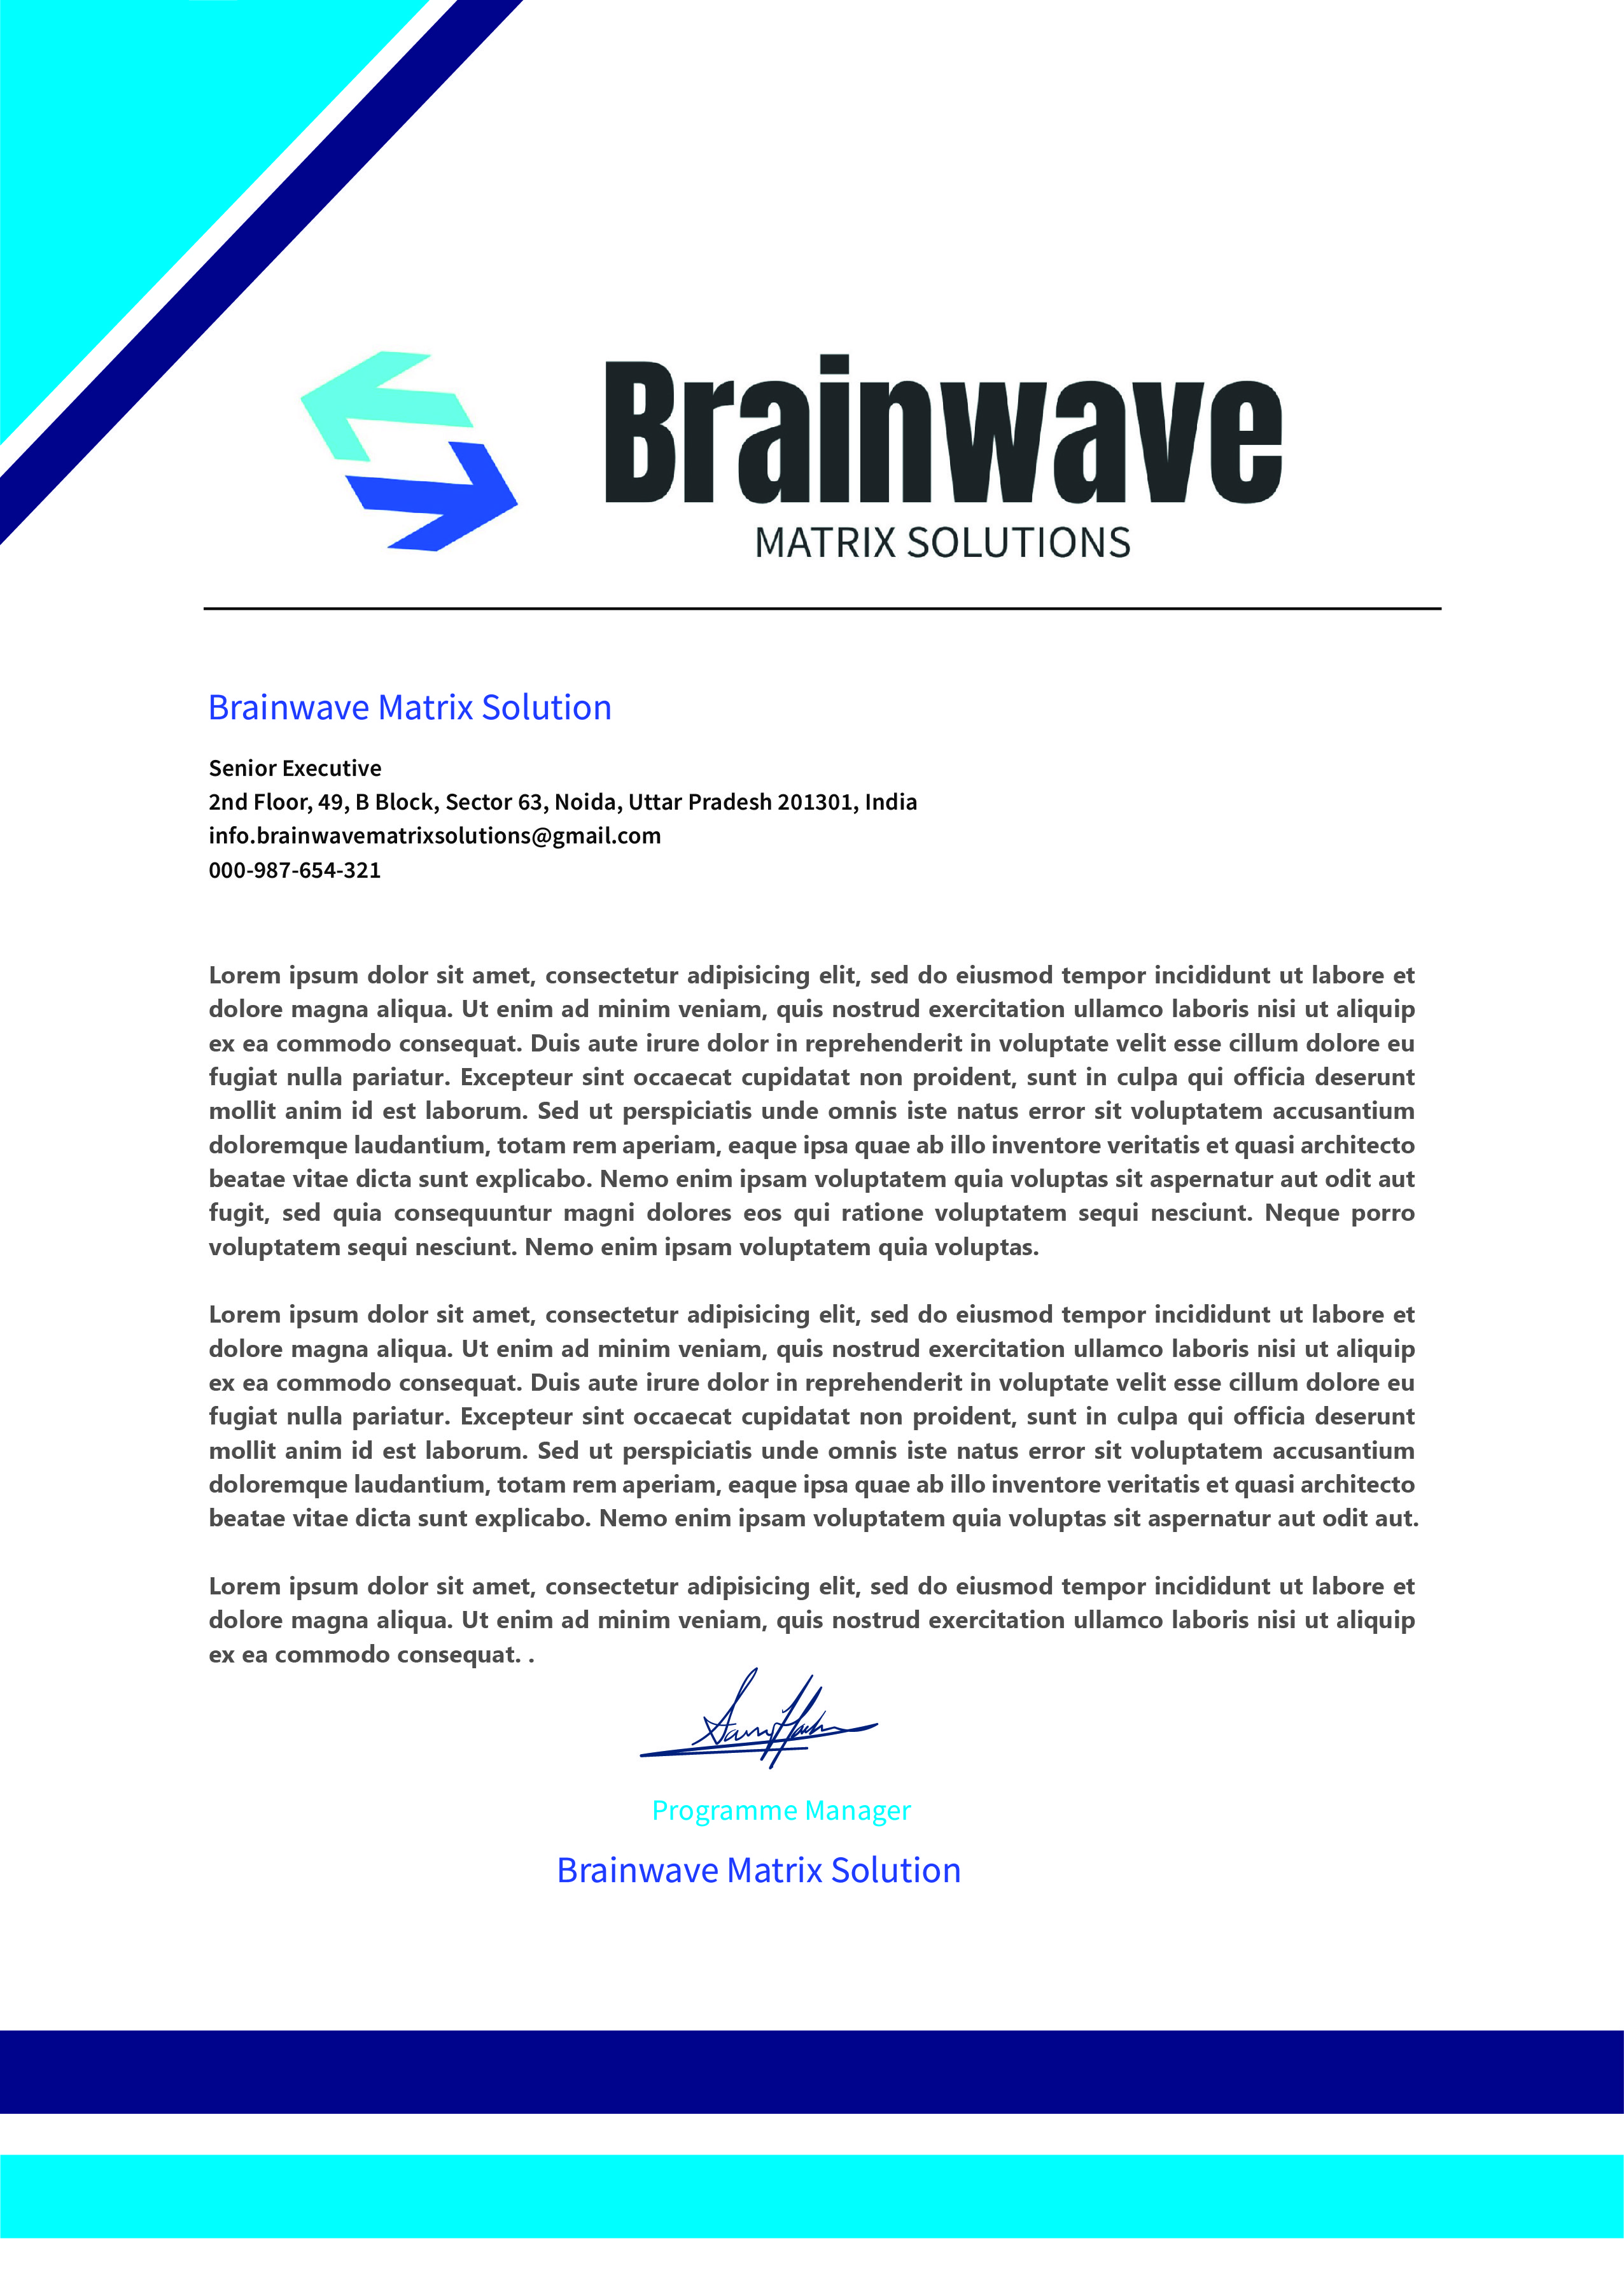 Brainwave
MATRIX SOLUTIONS
Brainwave Matrix Solution
Senior Executive
2nd Floor, 49, B Block, Sector 63, Noida, Uttar Pradesh 201301, India
info.brainwavematrixsolutions@gmail.com
000-987-654-321
Lorem ipsum dolor sit amet, consectetur adipisicing elit, sed do eiusmod tempor incididunt ut labore et
dolore magna aliqua. Ut enim ad minim veniam, quis nostrud exercitation ullamco laboris nisi ut aliquip
ex ea commodo consequat. Duis aute irure dolor in reprehenderit in voluptate velit esse cillum dolore eu
fugiat nulla pariatur. Excepteur sint occaecat cupidatat non proident, sunt in culpa qui officia deserunt
mollit anim id est laborum. Sed ut perspiciatis unde omnis iste natus error sit voluptatem accusantium
doloremque laudantium, totam rem aperiam, eaque ipsa quae ab illo inventore veritatis et quasi architecto
beatae vitae dicta sunt explicabo. Nemo enim ipsam voluptatem quia voluptas sit aspernatur aut odit aut
fugit, sed quia consequuntur magni dolores eos qui ratione voluptatem sequi nesciunt. Neque porro
voluptatem sequi nesciunt. Nemo enim ipsam voluptatem quia voluptas.
Lorem ipsum dolor sit amet, consectetur adipisicing elit, sed do eiusmod tempor incididunt ut labore et
dolore magna aliqua. Ut enim ad minim veniam, quis nostrud exercitation ullamco laboris nisi ut aliquip
ex ea commodo consequat. Duis aute irure dolor in reprehenderit in voluptate velit esse cillum dolore eu
fugiat nulla pariatur. Excepteur sint occaecat cupidatat non proident, sunt in culpa qui officia deserunt
mollit anim id est laborum. Sed ut perspiciatis unde omnis iste natus error sit voluptatem accusantium
doloremque laudantium, totam rem aperiam, eaque ipsa quae ab illo inventore veritatis et quasi architecto
beatae vitae dicta sunt explicabo. Nemo enim ipsam voluptatem quia voluptas sit aspernatur aut odit aut.
Lorem ipsum dolor sit amet, consectetur adipisicing elit, sed do eiusmod tempor incididunt ut labore et
dolore magna aliqua. Ut enim ad minim veniam, quis nostrud exercitation ullamco laboris nisi ut aliquip
ex ea commodo consequat. .
Programme Manager
Brainwave Matrix Solution